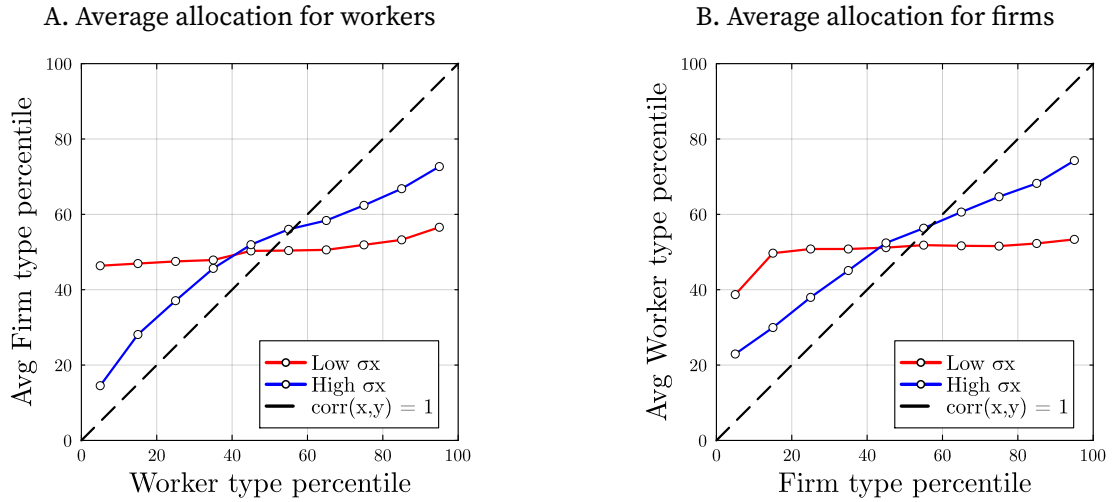 A. Average allocation for workers
100
80
60
40
20
0
0 20 40 60 80 100
Avg Firm type percentile
Worker type percentile
Low σx
High σx
corr(x,y) = 1
B. Average allocation for firms
100
80
60
40
20
0
0 20 40 60 80 100
Avg Worker type percentile
Firm type percentile
Low σx
High σx
corr(x,y) = 1